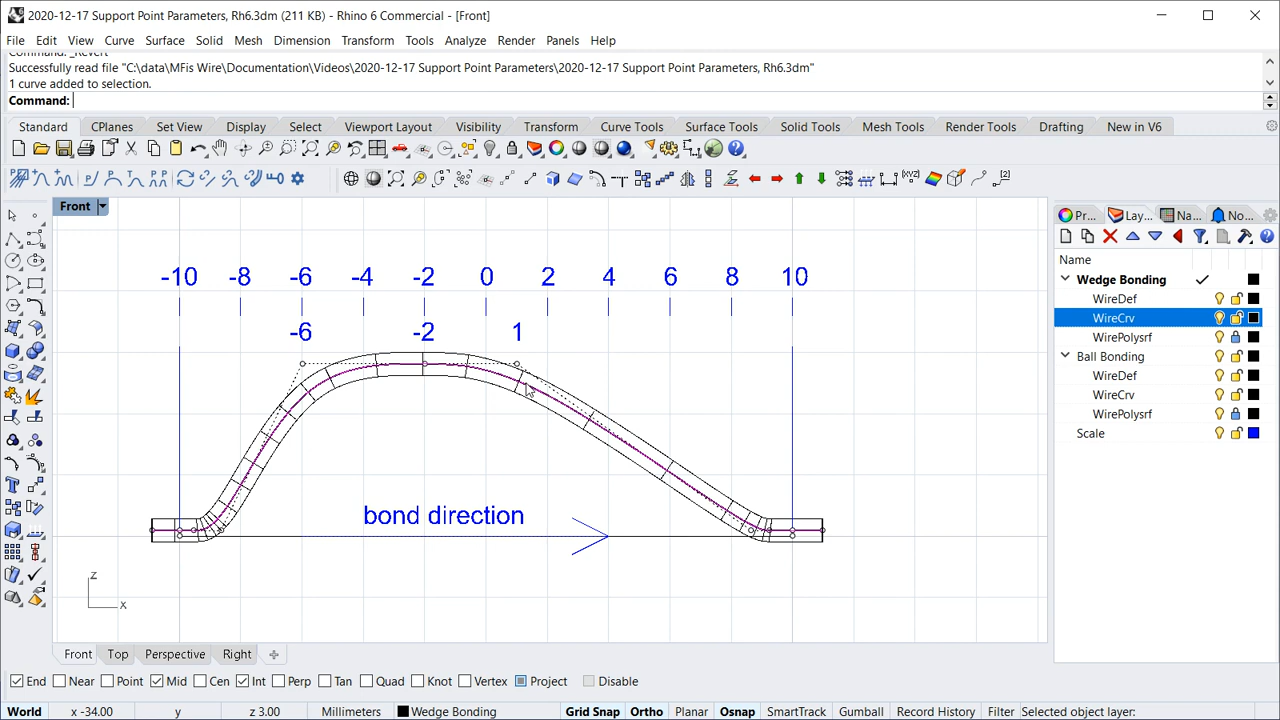 2020-12-17 Support Point Parameters, Rh6.3dm (211 KB) - Rhino 6 Commercial - [Front]
File Edit View Curve Surface Solid Mesh Dimension Transform Tools Analyze Render Panels Help
Successfully read file "C:\data\MFis Wire\Documentation\Videos\2020-12-17 Support Point Parameters\2020-12-17 Support Point Parameters, Rh6.3dm"
1 curve added to selection.
Command:
Standard CPlanes Set View Display Select Viewport Layout Visibility Transform Curve Tools Surface Tools Solid Tools Mesh Tools Render Tools Drafting New in V6
Front
Pr... Lay... Na... No...
Name
Wedge Bonding
WireDef
WireCrv
WirePolysrf
Ball Bonding
WireDef
WireCrv
WirePolysrf
Scale
-10 -8 -6 -4 -2 0 2 4 6 8 10
-6 -2 1
bond direction
z
x
Front Top Perspective Right
End Near Point Mid Cen Int Perp Tan Quad Knot Vertex Project Disable
World x -34.00 y z 3.00 Millimeters Wedge Bonding Grid Snap Ortho Planar Osnap SmartTrack Gumball Record History Filter Selected object layer: